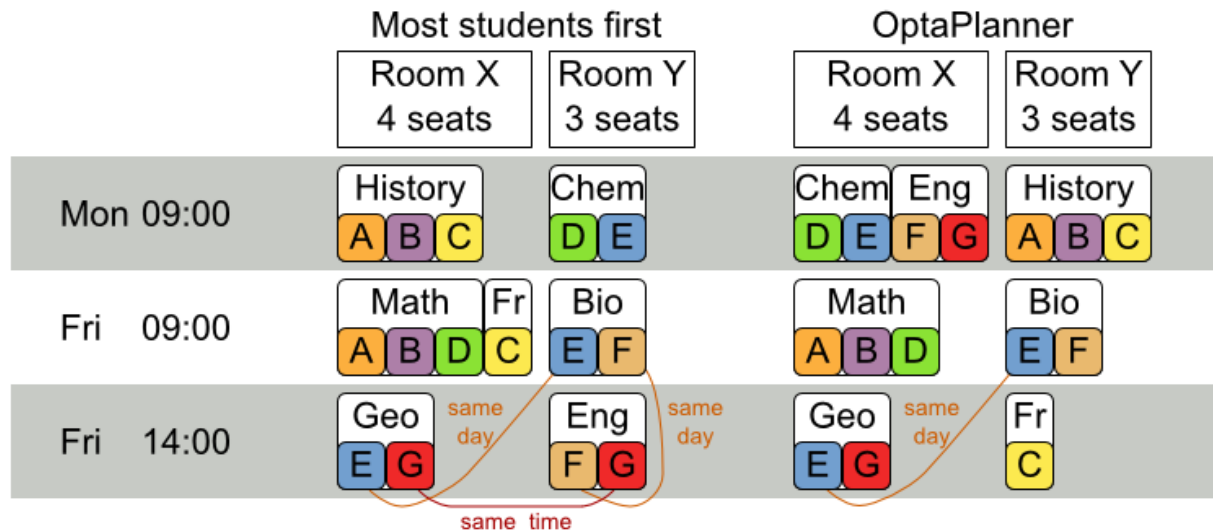 Most students first OptaPlanner
Room X Room Y Room X Room Y
4 seats 3 seats 4 seats 3 seats
Mon 09:00 History Chem Chem Eng History
A B C D E D E F G A B C
Fri 09:00 Math Fr Bio Math Bio
A B D C E F A B D E F
Fri 14:00 Geo same day Eng same day Geo same day Fr
E G F G E G C
same time